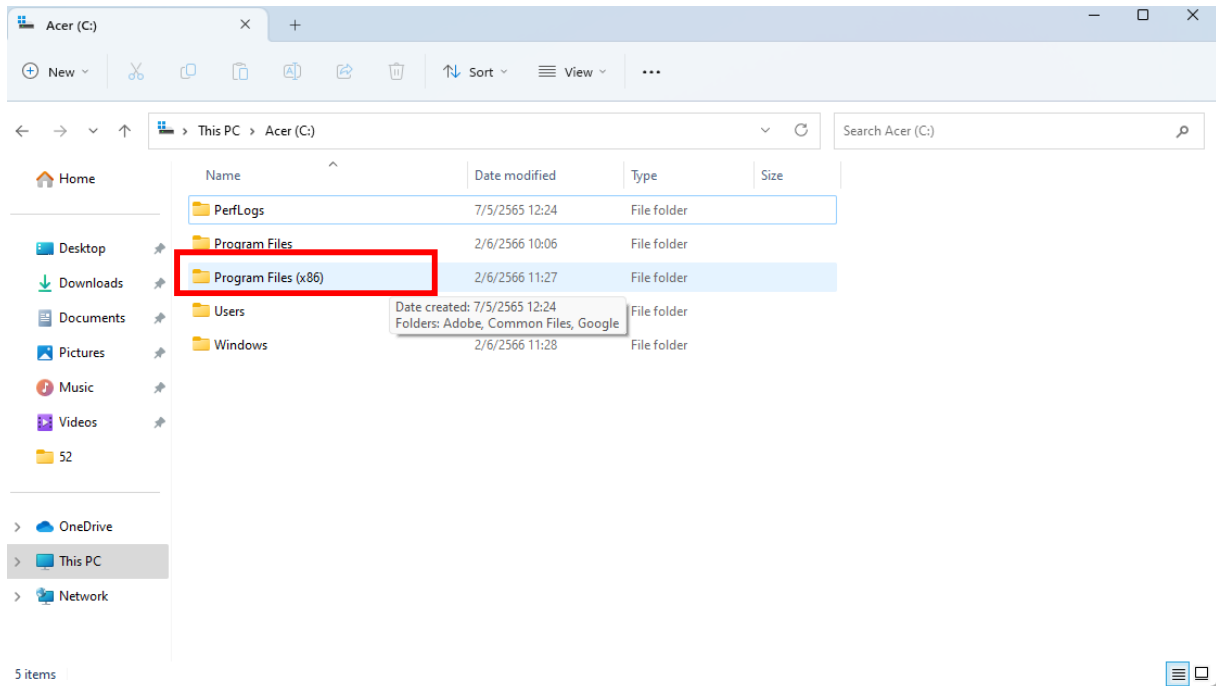 Acer (C:)
New
Sort
View
This PC > Acer (C:)
Search Acer (C:)
Home
Desktop
Downloads
Documents
Pictures
Music
Videos
52
OneDrive
This PC
Network
Name Date modified Type Size
PerfLogs 7/5/2565 12:24 File folder
Program Files 2/6/2566 10:06 File folder
Program Files (x86) 2/6/2566 11:27 File folder
Users File folder
Date created: 7/5/2565 12:24
Folders: Adobe, Common Files, Google
Windows 2/6/2566 11:28 File folder
5 items